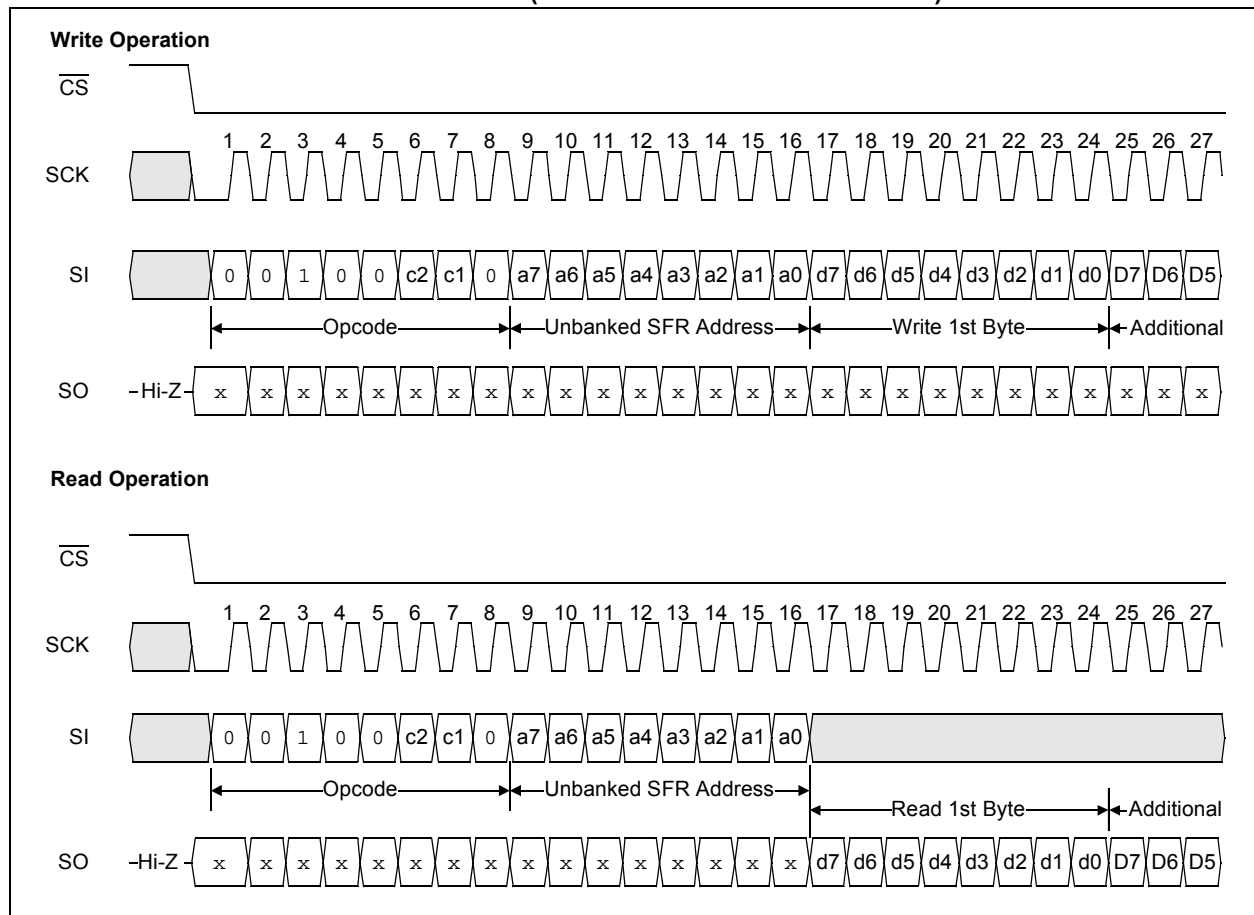 Write Operation
CS
1 2 3 4 5 6 7 8 9 10 11 12 13 14 15 16 17 18 19 20 21 22 23 24 25 26 27
SCK
SI 0 0 1 0 0 c2 c1 0 a7 a6 a5 a4 a3 a2 a1 a0 d7 d6 d5 d4 d3 d2 d1 d0 D7 D6 D5
Opcode Unbanked SFR Address Write 1st Byte Additional
SO Hi-Z x x x x x x x x x x x x x x x x x x x x x x x x x x x
Read Operation
CS
1 2 3 4 5 6 7 8 9 10 11 12 13 14 15 16 17 18 19 20 21 22 23 24 25 26 27
SCK
SI 0 0 1 0 0 c2 c1 0 a7 a6 a5 a4 a3 a2 a1 a0
Opcode Unbanked SFR Address
Read 1st Byte Additional
SO Hi-Z x x x x x x x x x x x x x x x x d7 d6 d5 d4 d3 d2 d1 d0 D7 D6 D5